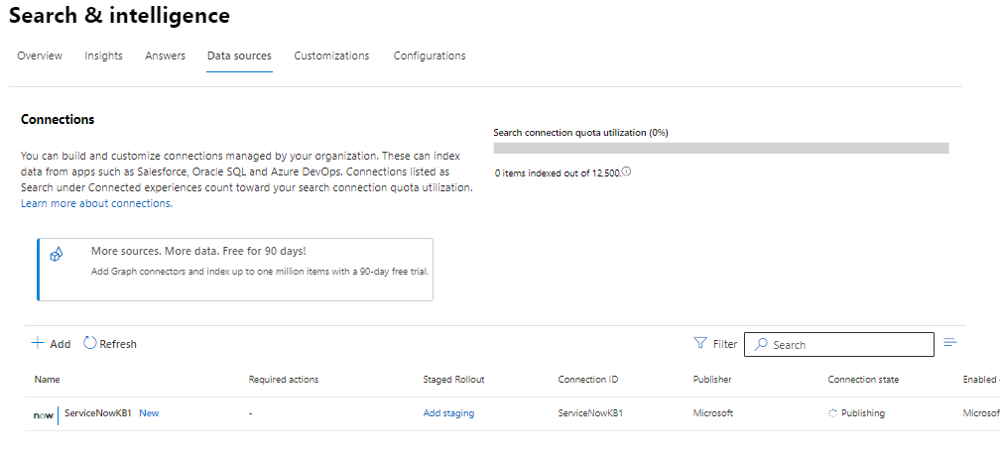 Search & intelligence
Overview Insights Answers Data sources Customizations Configurations
Connections
Search connection quota utilization (0%)
You can build and customize connections managed by your organization. These can index
data from apps such as Salesforce, Oracle SQL and Azure DevOps. Connections listed as
Search under Connected experiences count toward your search connection quota utilization.
Learn more about connections.
0 items indexed out of 12,500.
More sources. More data. Free for 90 days!
Add Graph connectors and index up to one million items with a 90-day free trial.
Add Refresh Filter Search
Name Required actions Staged Rollout Connection ID Publisher Connection state Enabled
now ServiceNowKB1 New - Add staging ServiceNowKB1 Microsoft Publishing Microsof